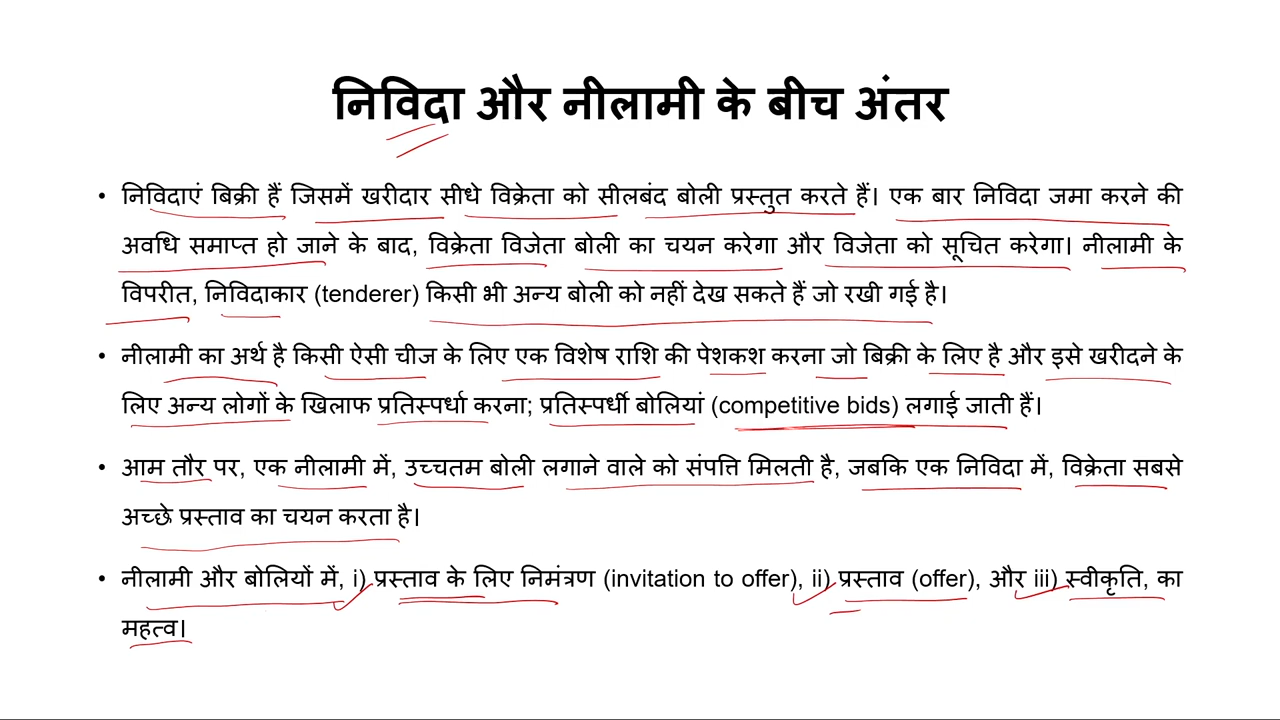 निविदा और नीलामी के बीच अंतर
• निविदाएं बिक्री हैं जिसमें खरीदार सीधे विक्रेता को सीलबंद बोली प्रस्तुत करते हैं। एक बार निविदा जमा करने की
अवधि समाप्त हो जाने के बाद, विक्रेता विजेता बोली का चयन करेगा और विजेता को सूचित करेगा। नीलामी के
विपरीत, निविदाकार (tenderer) किसी भी अन्य बोली को नहीं देख सकते हैं जो रखी गई है।
• नीलामी का अर्थ है किसी ऐसी चीज के लिए एक विशेष राशि की पेशकश करना जो बिक्री के लिए है और इसे खरीदने के
लिए अन्य लोगों के खिलाफ प्रतिस्पर्धा करना; प्रतिस्पर्धी बोलियां (competitive bids) लगाई जाती हैं।
• आम तौर पर, एक नीलामी में, उच्चतम बोली लगाने वाले को संपत्ति मिलती है, जबकि एक निविदा में, विक्रेता सबसे
अच्छे प्रस्ताव का चयन करता है।
• नीलामी और बोलियों में, i) प्रस्ताव के लिए निमंत्रण (invitation to offer), ii) प्रस्ताव (offer), और iii) स्वीकृति, का
महत्व।